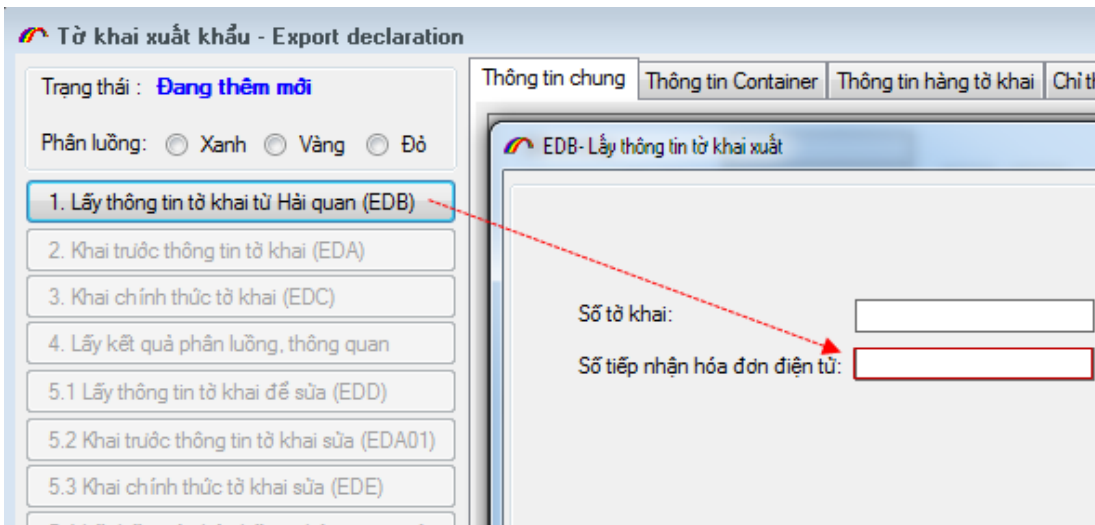 Tờ khai xuất khẩu - Export declaration
Trạng thái : Đang thêm mới
Phân luồng: Xanh Vàng Đỏ
1. Lấy thông tin tờ khai từ Hải quan (EDB)
2. Khai trước thông tin tờ khai (EDA)
3. Khai chính thức tờ khai (EDC)
4. Lấy kết quả phân luồng, thông quan
5.1 Lấy thông tin tờ khai để sửa (EDD)
5.2 Khai trước thông tin tờ khai sửa (EDA01)
5.3 Khai chính thức tờ khai sửa (EDE)
Thông tin chung Thông tin Container Thông tin hàng tờ khai
EDB- Lấy thông tin tờ khai xuất
Số tờ khai:
Số tiếp nhận hóa đơn điện tử: